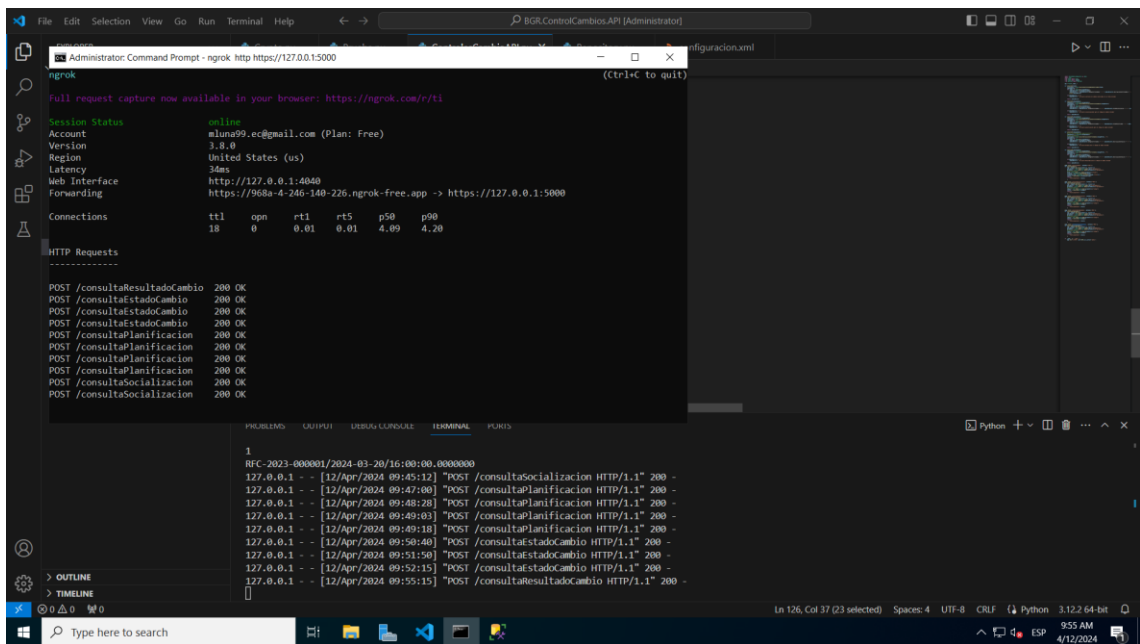 File Edit Selection View Go Run Terminal Help
BGR.ControlCambios.API [Administrator]
nfiguracion.xml
Administrator: Command Prompt - ngrok http https://127.0.0.1:5000
ngrok (Ctrl+C to quit)
Full request capture now available in your browser: https://ngrok.com/r/ti
Session Status online
Account mluna99.ec@gmail.com (Plan: Free)
Version 3.8.0
Region United States (us)
Latency 34ms
Web Interface http://127.0.0.1:4040
Forwarding https://968a-4-246-140-226.ngrok-free.app -> https://127.0.0.1:5000
Connections ttl opn rt1 rt5 p50 p90
18 0 0.01 0.01 4.09 4.20
HTTP Requests
-------------
POST /consultaResultadoCambio 200 OK
POST /consultaEstadoCambio 200 OK
POST /consultaEstadoCambio 200 OK
POST /consultaEstadoCambio 200 OK
POST /consultaPlanificacion 200 OK
POST /consultaPlanificacion 200 OK
POST /consultaPlanificacion 200 OK
POST /consultaPlanificacion 200 OK
POST /consultaSocializacion 200 OK
POST /consultaSocializacion 200 OK
PROBLEMS OUTPUT DEBUG CONSOLE TERMINAL PORTS
Python
1
RFC-2023-000001/2024-03-20/16:00:00.0000000
127.0.0.1 - - [12/Apr/2024 09:45:12] "POST /consultaSocializacion HTTP/1.1" 200 -
127.0.0.1 - - [12/Apr/2024 09:47:00] "POST /consultaPlanificacion HTTP/1.1" 200 -
127.0.0.1 - - [12/Apr/2024 09:48:28] "POST /consultaPlanificacion HTTP/1.1" 200 -
127.0.0.1 - - [12/Apr/2024 09:49:03] "POST /consultaPlanificacion HTTP/1.1" 200 -
127.0.0.1 - - [12/Apr/2024 09:49:18] "POST /consultaPlanificacion HTTP/1.1" 200 -
127.0.0.1 - - [12/Apr/2024 09:50:40] "POST /consultaEstadoCambio HTTP/1.1" 200 -
127.0.0.1 - - [12/Apr/2024 09:51:50] "POST /consultaEstadoCambio HTTP/1.1" 200 -
127.0.0.1 - - [12/Apr/2024 09:52:15] "POST /consultaEstadoCambio HTTP/1.1" 200 -
127.0.0.1 - - [12/Apr/2024 09:55:15] "POST /consultaResultadoCambio HTTP/1.1" 200 -
OUTLINE
TIMELINE
0 0 0 Ln 126, Col 37 (23 selected) Spaces: 4 UTF-8 CRLF Python 3.12.2 64-bit
Type here to search
ESP
9:55 AM
4/12/2024